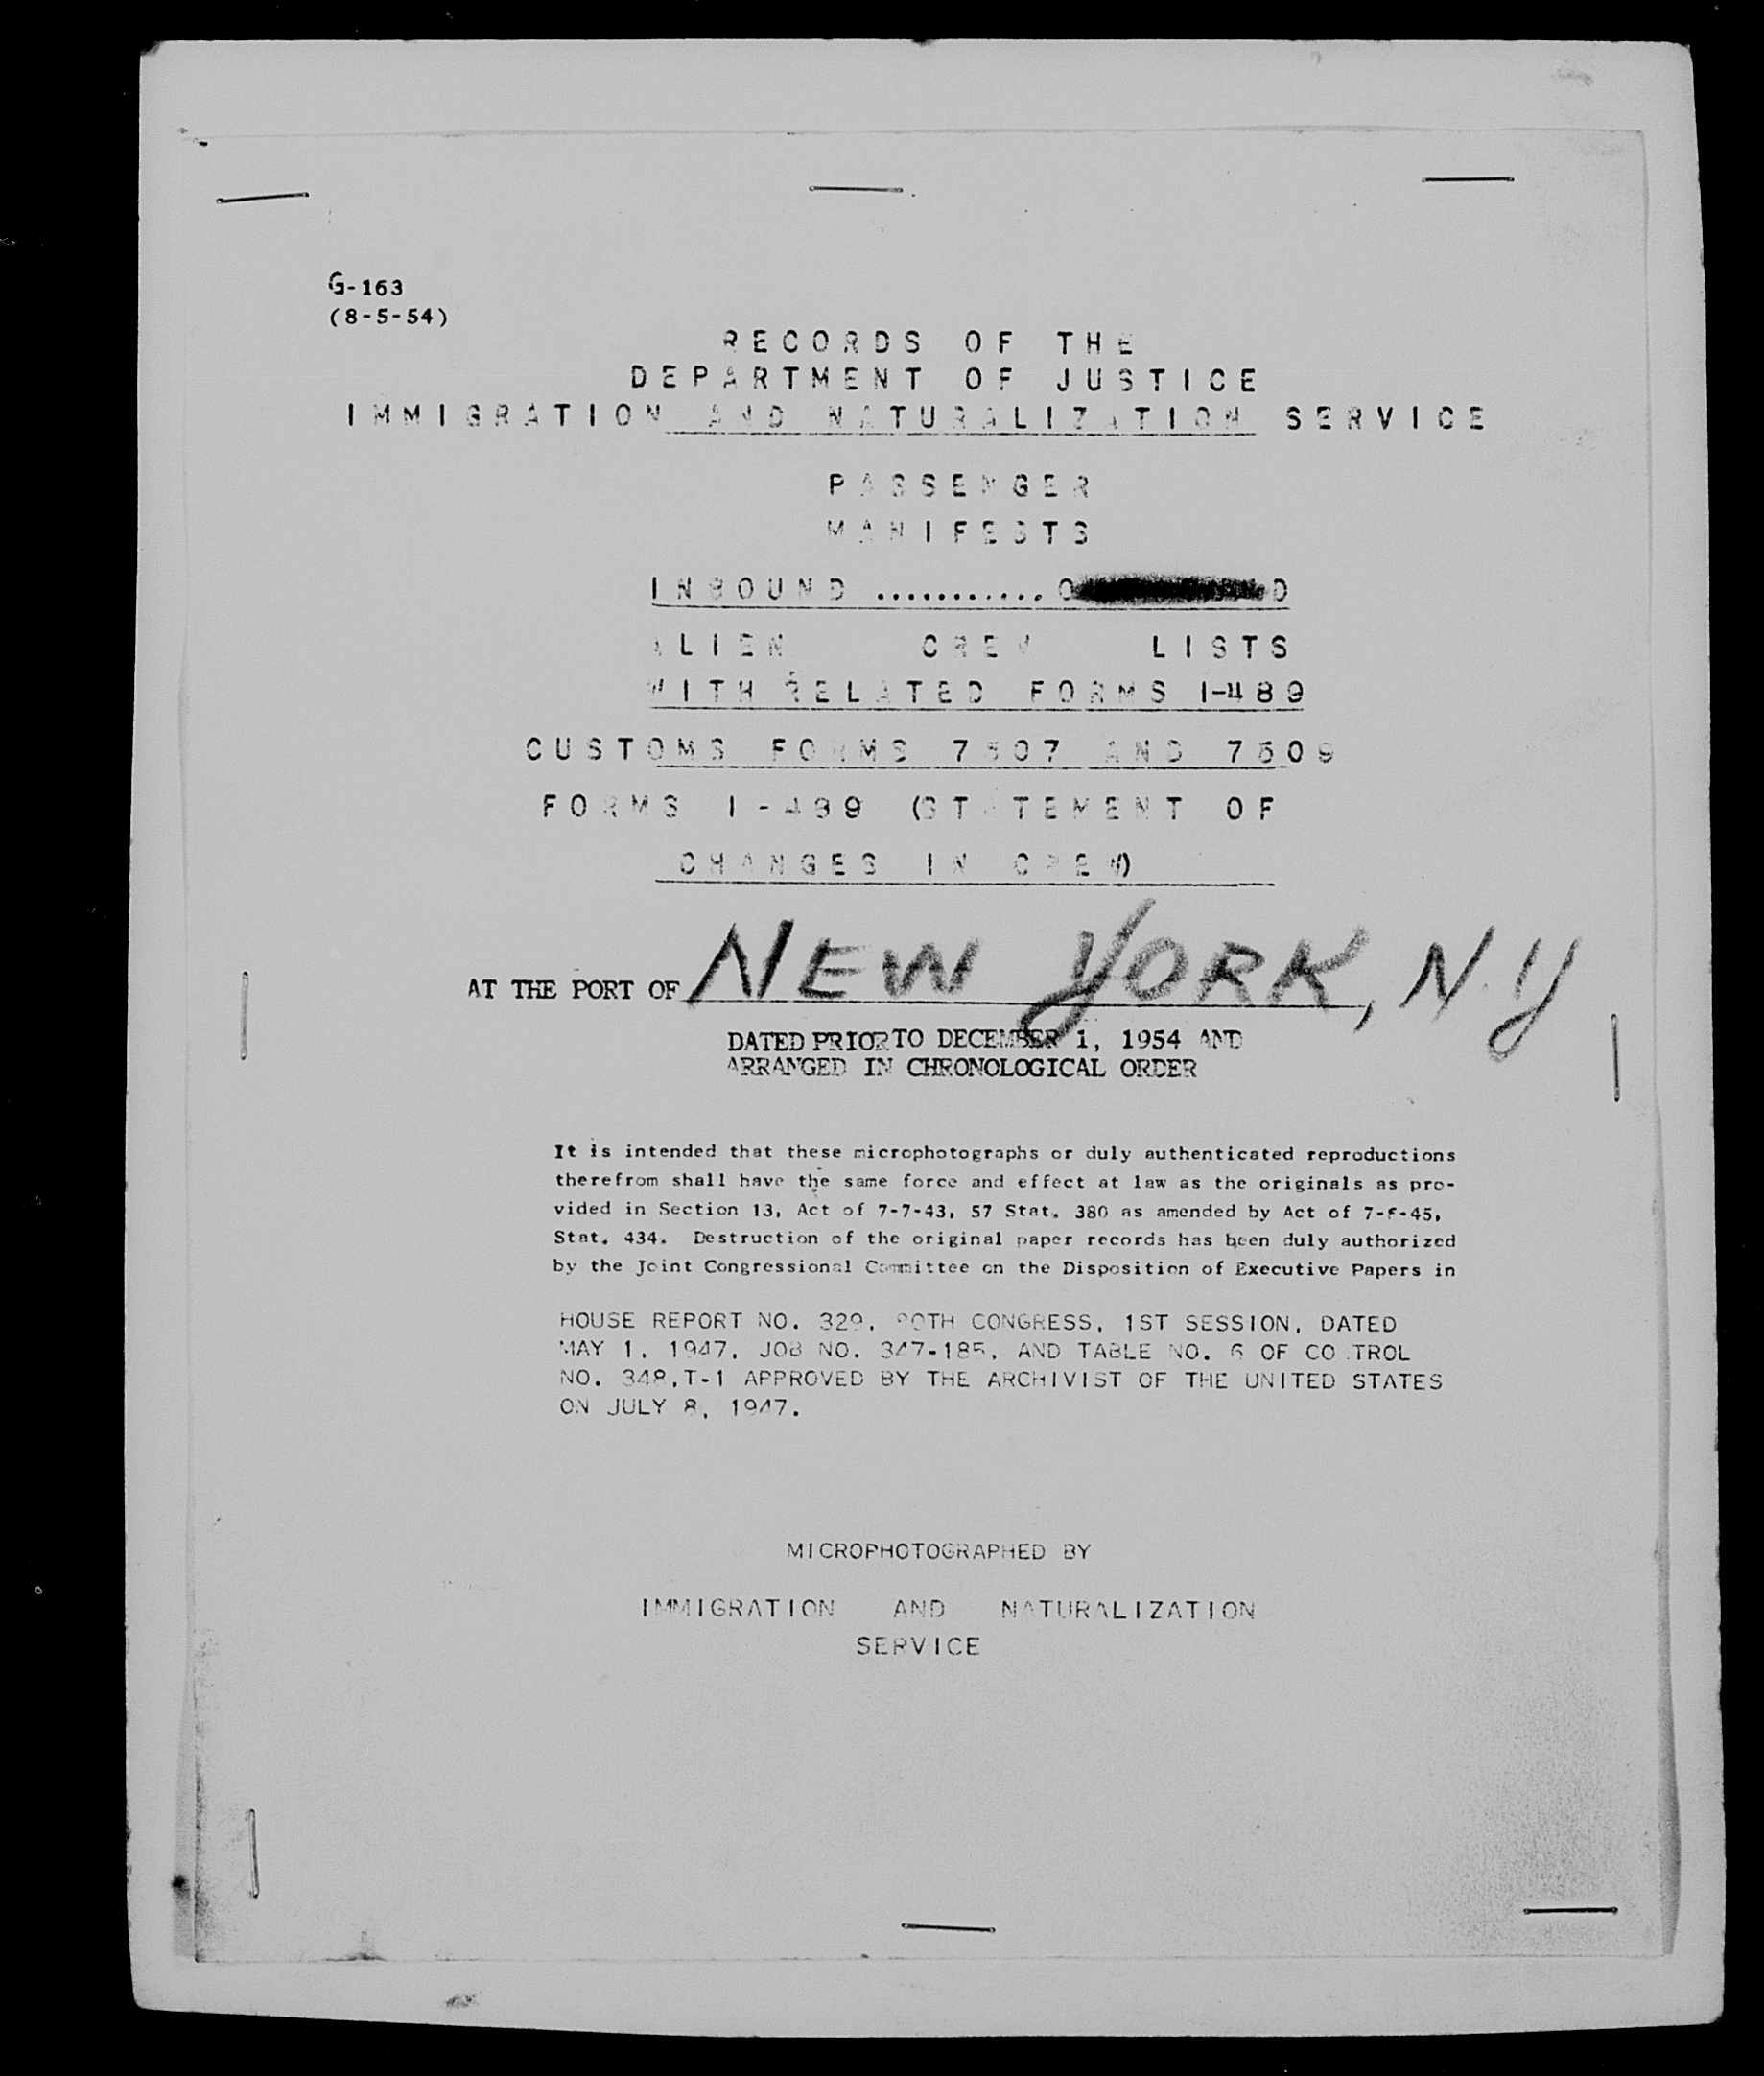 G-163
(8-5-54)
RECORDS OF THE
DEPARTMENT OF JUSTICE
IMMIGRATION AND NATURALIZATION SERVICE
PASSENGER
MANIFESTS
INBOUND ...........
ALIEN CREW LISTS
WITH RELATED FORMS I-489
CUSTOMS FORMS 7507 AND 7509
FORMS I-489 (STATEMENT OF
CHANGES IN CREW)
AT THE PORT OF NEW YORK, N.Y
DATED PRIOR TO DECEMBER 1, 1954 AND
ARRANGED IN CHRONOLOGICAL ORDER
It is intended that these microphotographs or duly authenticated reproductions
therefrom shall have the same force and effect at law as the originals as pro-
vided in Section 13, Act of 7-7-43, 57 Stat. 380 as amended by Act of
Stat. 434. Destruction of the original paper records has been duly authorized
by the Joint Congressional Committee on the Disposition of Executive Papers in
HOUSE REPORT NO. 329, 80TH CONGRESS, 1ST SESSION, DATED
MAY 1, 1947, JOB NO. 347-185, AND TABLE NO. 6 OF CO TROL
NO. 348,T-1 APPROVED BY THE ARCHIVIST OF THE UNITED STATES
ON JULY 8, 1947.
MICROPHOTOGRAPHED BY
IMMIGRATION AND NATURALIZATION
SERVICE